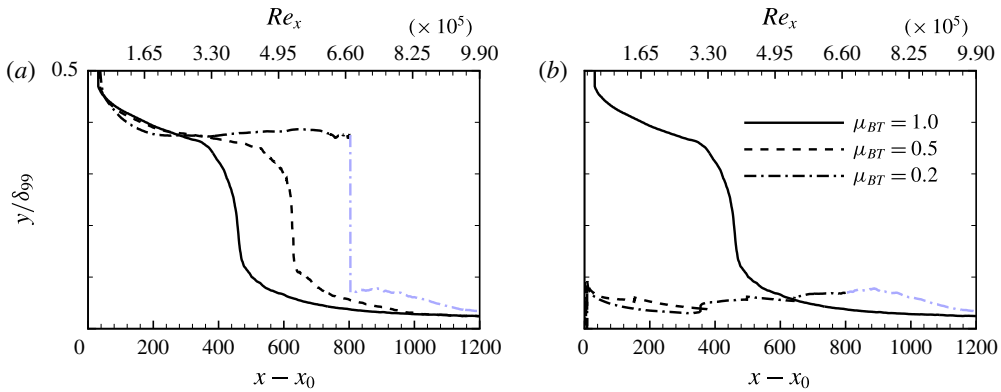 Re_x (× 10^5) Re_x (× 10^5)
1.65 3.30 4.95 6.60 8.25 9.90 1.65 3.30 4.95 6.60 8.25 9.90
(a) (b)
0.5
μ_BT = 1.0
μ_BT = 0.5
μ_BT = 0.2
y/δ_99
0 200 400 600 800 1000 1200 0 200 400 600 800 1000 1200
x − x_0 x − x_0